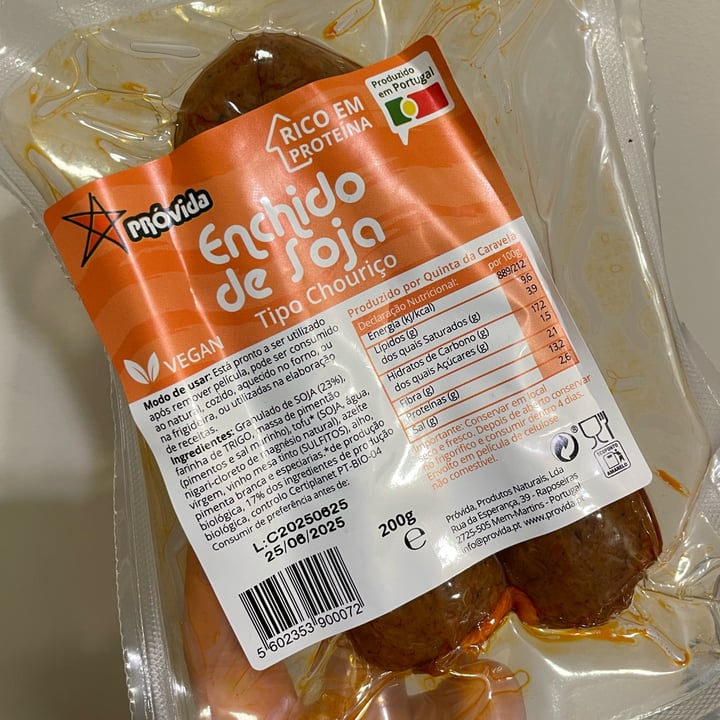 Produzido
em Portugal
RICO EM
PROTEÍNA
PRÓVIDA
Enchido
de Soja
Tipo Chouriço
VEGAN
Modo de usar: Está pronto a ser utilizado
após remover película, pode ser consumido
ao natural, cozido, aquecido no forno, ou
na frigideira, ou utilizadas na elaboração
de receitas.
Ingredientes: Granulado de SOJA (23%),
farinha de TRIGO, massa de pimentão
(pimentos e sal marinho), tofu* (SOJA, água,
nigari-cloreto de magnésio natural), azeite
virgem, vinho mesa tinto (SULFITOS), alho,
pimenta branca e especiarias.*de produção
biológica, 17% dos ingredientes de produção
biológica, controlo Certiplanet PT-BIO-04
Consumir de preferência antes de:
L:C20250625
25/06/2025
5 602353 900072
200g
e
Produzido por Quinta da Caravela
Declaração Nutricional: por 100g
Energia (kJ/kcal) 889/212
Lípidos (g) 9,6
dos quais Saturados (g) 3,9
Hidratos de Carbono (g) 17,2
dos quais Açúcares (g) 1,5
Fibra (g) 2,1
Proteínas (g) 13,2
Sal (g) 2,6
Importante: Conservar em local
seco e fresco. Depois de aberto conservar
no frigorífico e consumir dentro 4 dias.
Envolto em película de celulose
não comestível.
ECOPONTO
AMARELO
Próvida, Produtos Naturais, Lda
Rua da Esperança, 39 - Raposeiras
2725-505 Mem-Martins - Portugal
info@provida.pt www.provida.pt